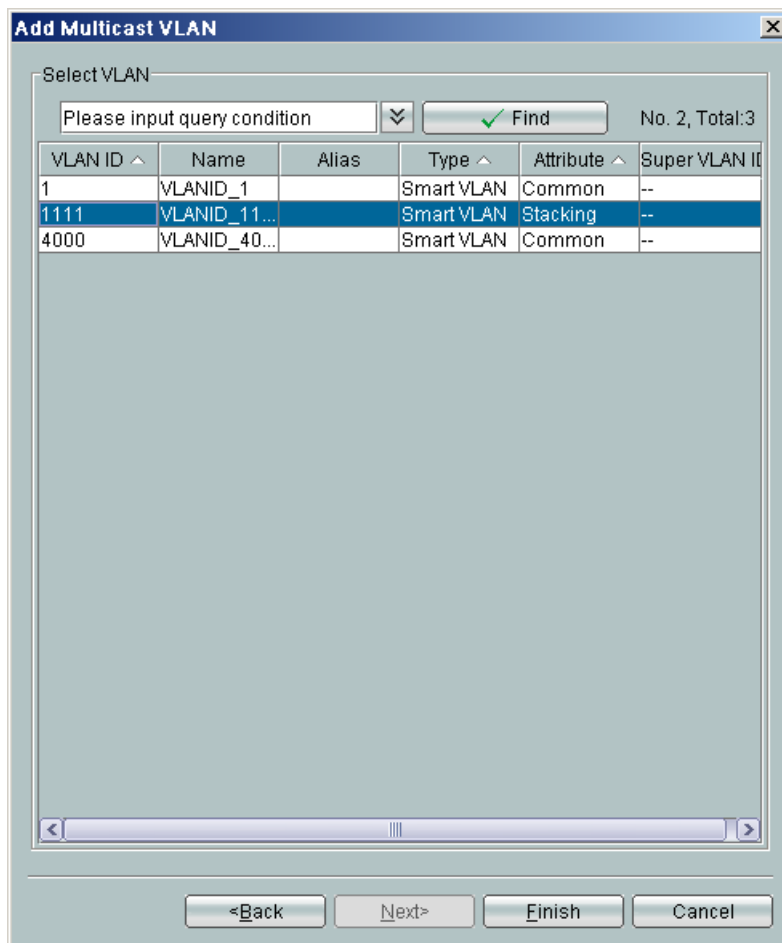 Add Multicast VLAN
Select VLAN
Please input query condition Find No. 2, Total:3
VLAN ID Name Alias Type Attribute Super VLAN ID
1 VLANID_1 Smart VLAN Common --
1111 VLANID_11... Smart VLAN Stacking --
4000 VLANID_40... Smart VLAN Common --
<Back Next> Finish Cancel